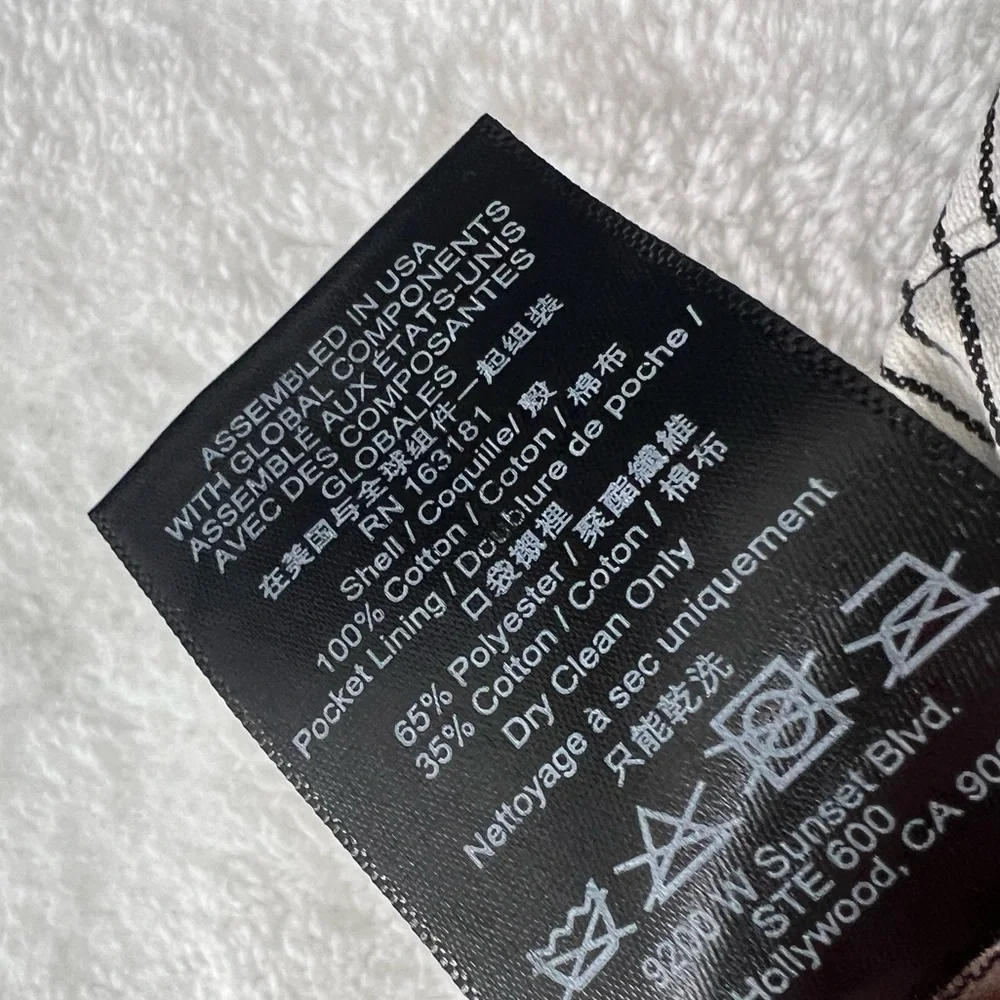 ASSEMBLED IN USA
WITH GLOBAL COMPONENTS
ASSEMBLÉ AUX ÉTATS-UNIS
AVEC DES COMPOSANTES
GLOBALES
在美国与全球组件一起组装
RN 163181
Shell / Coquille/ 殼
100% Cotton / Coton / 棉布
Pocket Lining / Doublure de poche /
口袋襯裡
65% Polyester / 聚酯纖維
35% Cotton / Coton / 棉布
Dry Clean Only
Nettoyage à sec uniquement
只能乾洗
9200 W Sunset Blvd.
STE 600
Hollywood, CA